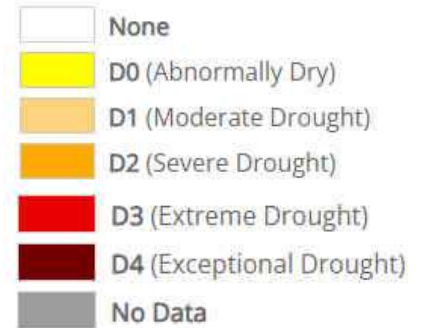 None
D0 (Abnormally Dry)
D1 (Moderate Drought)
D2 (Severe Drought)
D3 (Extreme Drought)
D4 (Exceptional Drought)
No Data